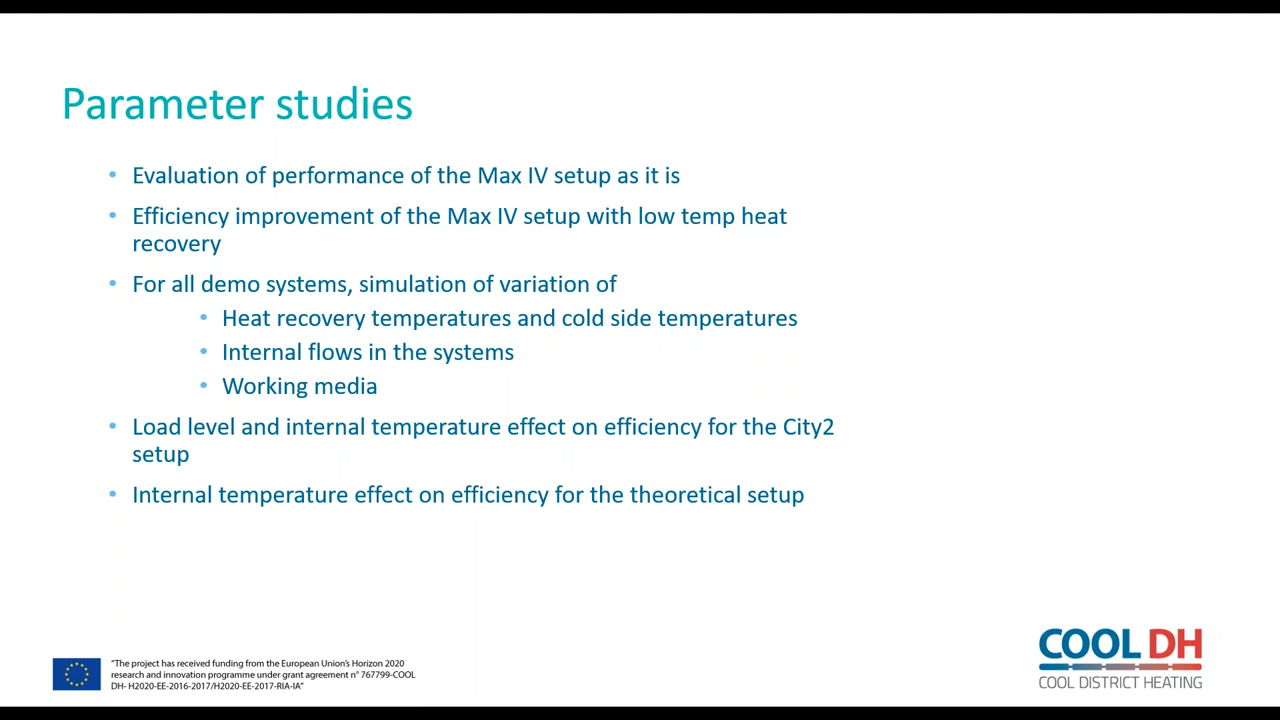 Parameter studies
• Evaluation of performance of the Max IV setup as it is
• Efficiency improvement of the Max IV setup with low temp heat
recovery
• For all demo systems, simulation of variation of
• Heat recovery temperatures and cold side temperatures
• Internal flows in the systems
• Working media
• Load level and internal temperature effect on efficiency for the City2
setup
• Internal temperature effect on efficiency for the theoretical setup
"The project has received funding from the European Union's Horizon 2020
research and innovation programme under grant agreement n° 767799-COOL
DH- H2020-EE-2016-2017/H2020-EE-2017-RIA-IA"
COOL DH
COOL DISTRICT HEATING